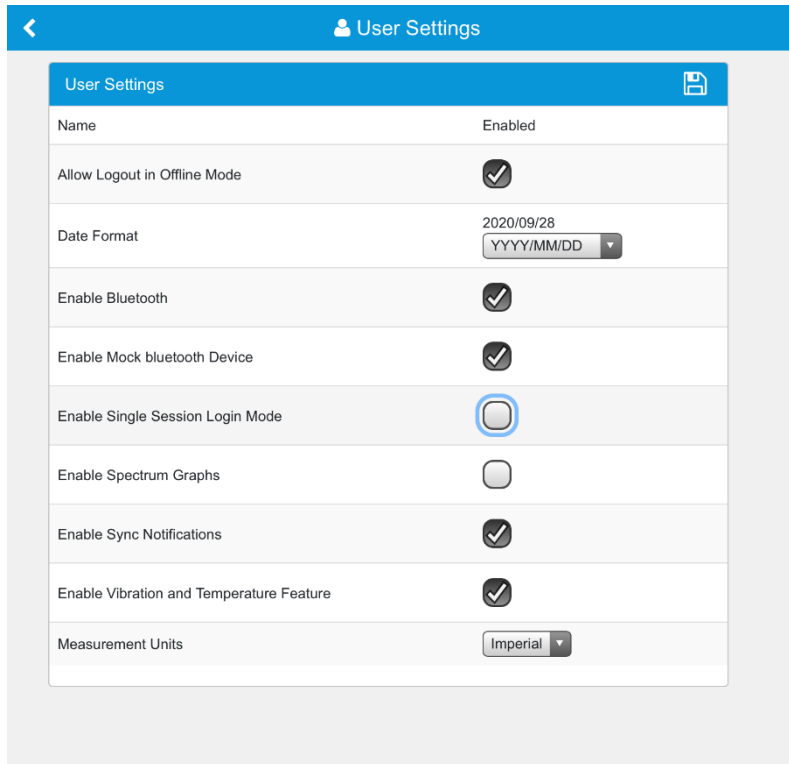 User Settings
User Settings
Name Enabled
Allow Logout in Offline Mode
2020/09/28
Date Format YYYY/MM/DD
Enable Bluetooth
Enable Mock bluetooth Device
Enable Single Session Login Mode
Enable Spectrum Graphs
Enable Sync Notifications
Enable Vibration and Temperature Feature
Measurement Units Imperial